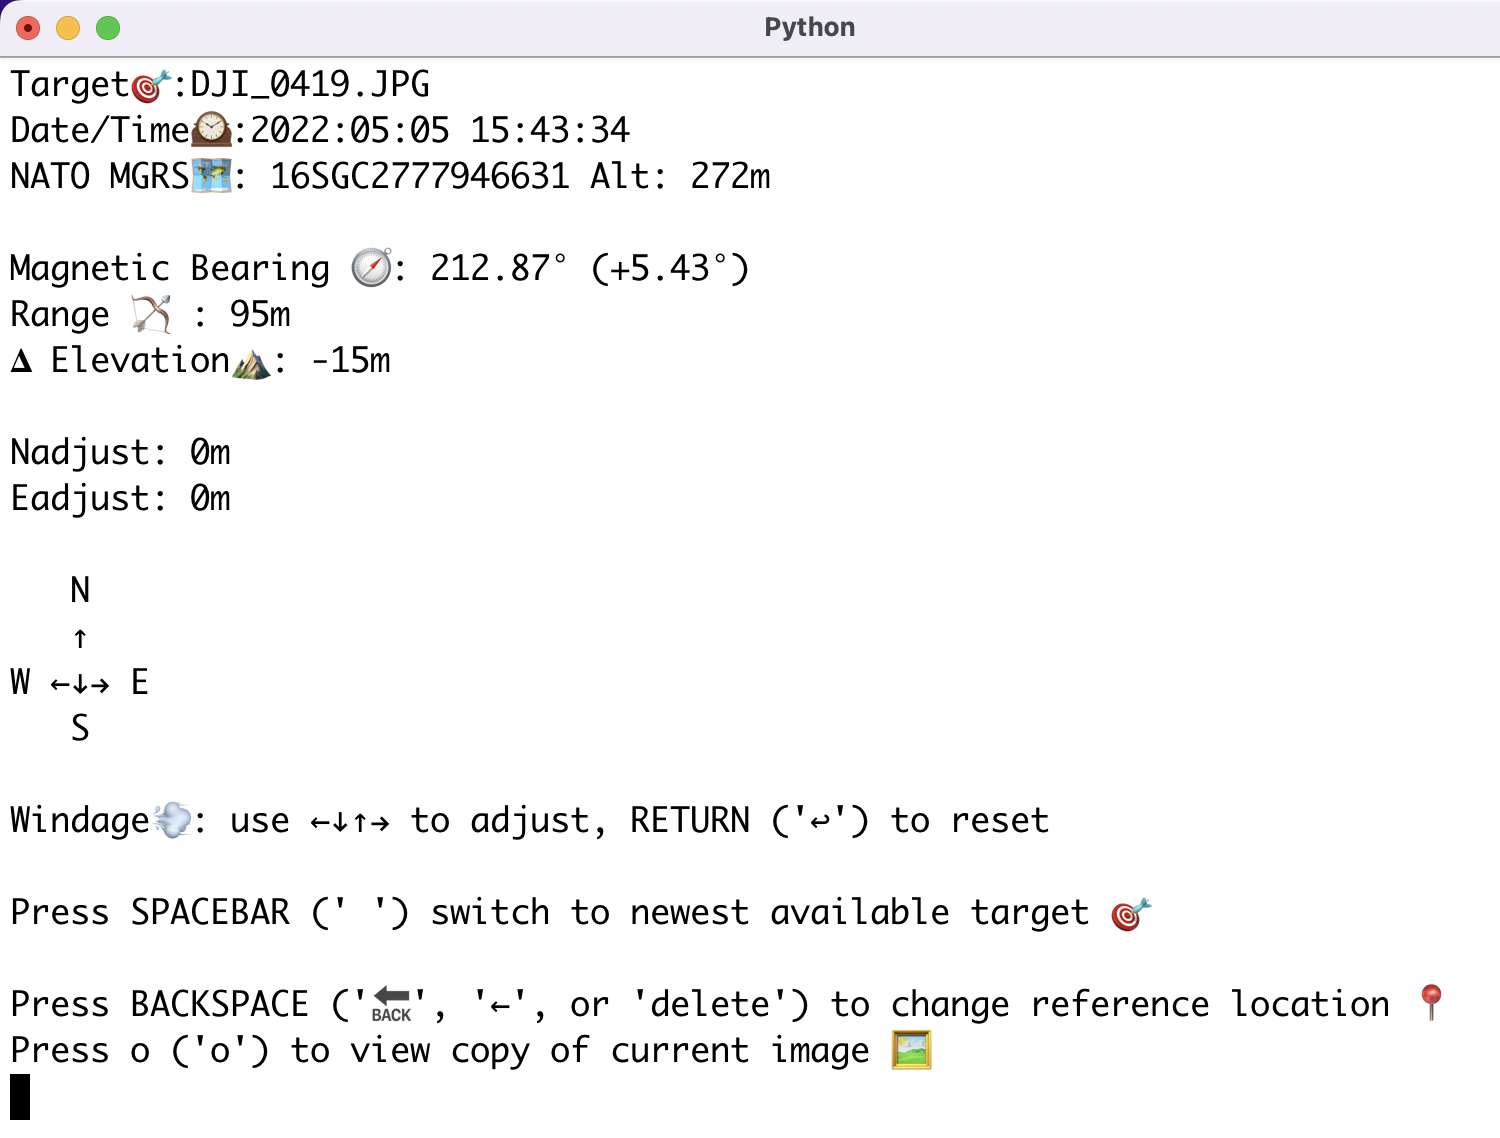 Python
Target🎯:DJI_0419.JPG
Date/Time🕰️:2022:05:05 15:43:34
NATO MGRS🗺️: 16SGC2777946631 Alt: 272m
Magnetic Bearing 🧭: 212.87° (+5.43°)
Range 🏹 : 95m
Δ Elevation⛰️: -15m
Nadjust: 0m
Eadjust: 0m
N
↑
W ←↓→ E
S
Windage💨: use ←↓↑→ to adjust, RETURN ('↩') to reset
Press SPACEBAR (' ') switch to newest available target 🎯
Press BACKSPACE ('🔙', '←', or 'delete') to change reference location 📍
Press o ('o') to view copy of current image 🖼️